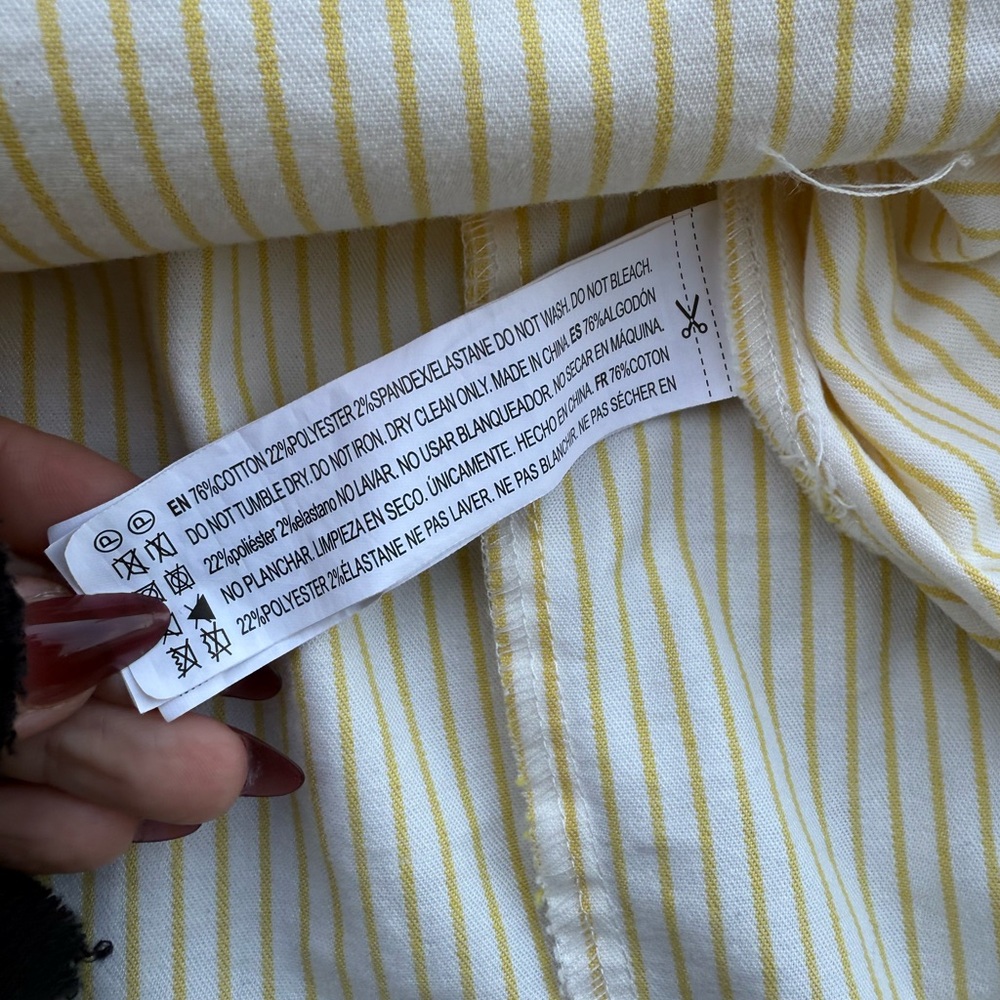 EN 76%COTTON 22%POLYESTER 2%SPANDEX/ELASTANE DO NOT WASH. DO NOT BLEACH.
DO NOT TUMBLE DRY. DO NOT IRON. DRY CLEAN ONLY. MADE IN CHINA. ES 76%ALGODÓN
22%poliéster 2%elastano NO LAVAR. NO USAR BLANQUEADOR. NO SECAR EN MÁQUINA.
NO PLANCHAR. LIMPIEZA EN SECO. ÚNICAMENTE. HECHO EN CHINA. FR 76%COTON
22%POLYESTER 2%ÉLASTANE NE PAS LAVER. NE PAS BLANCHIR. NE PAS SÉCHER EN
P P